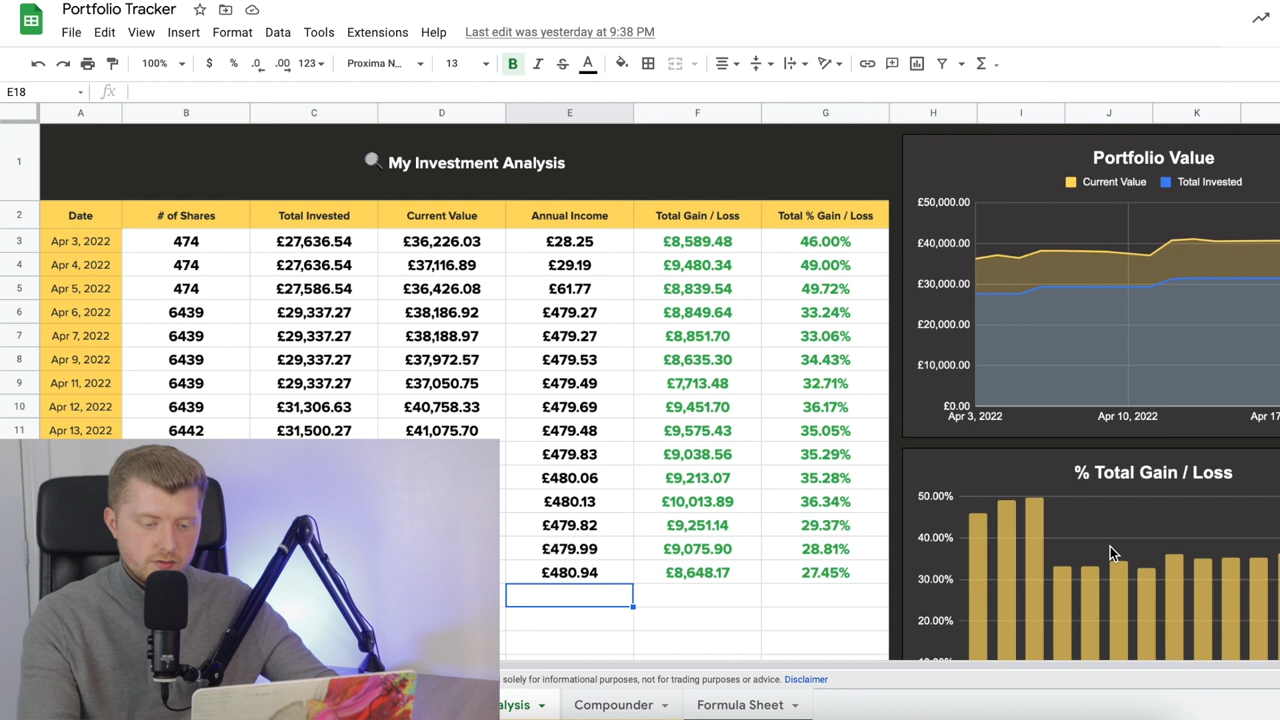 Portfolio Tracker
File Edit View Insert Format Data Tools Extensions Help Last edit was yesterday at 9:38 PM
100% $ % .0 .00 123 Proxima N... 13 B I S A
E18 fx
A B C D E F G H I J K
1 My Investment Analysis
2 Date # of Shares Total Invested Current Value Annual Income Total Gain / Loss Total % Gain / Loss
3 Apr 3, 2022 474 £27,636.54 £36,226.03 £28.25 £8,589.48 46.00%
4 Apr 4, 2022 474 £27,636.54 £37,116.89 £29.19 £9,480.34 49.00%
5 Apr 5, 2022 474 £27,586.54 £36,426.08 £61.77 £8,839.54 49.72%
6 Apr 6, 2022 6439 £29,337.27 £38,186.92 £479.27 £8,849.64 33.24%
7 Apr 7, 2022 6439 £29,337.27 £38,188.97 £479.27 £8,851.70 33.06%
8 Apr 9, 2022 6439 £29,337.27 £37,972.57 £479.53 £8,635.30 34.43%
9 Apr 11, 2022 6439 £29,337.27 £37,050.75 £479.49 £7,713.48 32.71%
10 Apr 12, 2022 6439 £31,306.63 £40,758.33 £479.69 £9,451.70 36.17%
11 Apr 13, 2022 6442 £31,500.27 £41,075.70 £479.48 £9,575.43 35.05%
£479.83 £9,038.56 35.29%
£480.06 £9,213.07 35.28%
£480.13 £10,013.89 36.34%
£479.82 £9,251.14 29.37%
£479.99 £9,075.90 28.81%
£480.94 £8,648.17 27.45%
Portfolio Value
Current Value Total Invested
£50,000.00
£40,000.00
£30,000.00
£20,000.00
£10,000.00
£0.00
Apr 3, 2022 Apr 10, 2022 Apr 17
% Total Gain / Loss
50.00%
40.00%
30.00%
20.00%
solely for informational purposes, not for trading purposes or advice. Disclaimer
alysis Compounder Formula Sheet